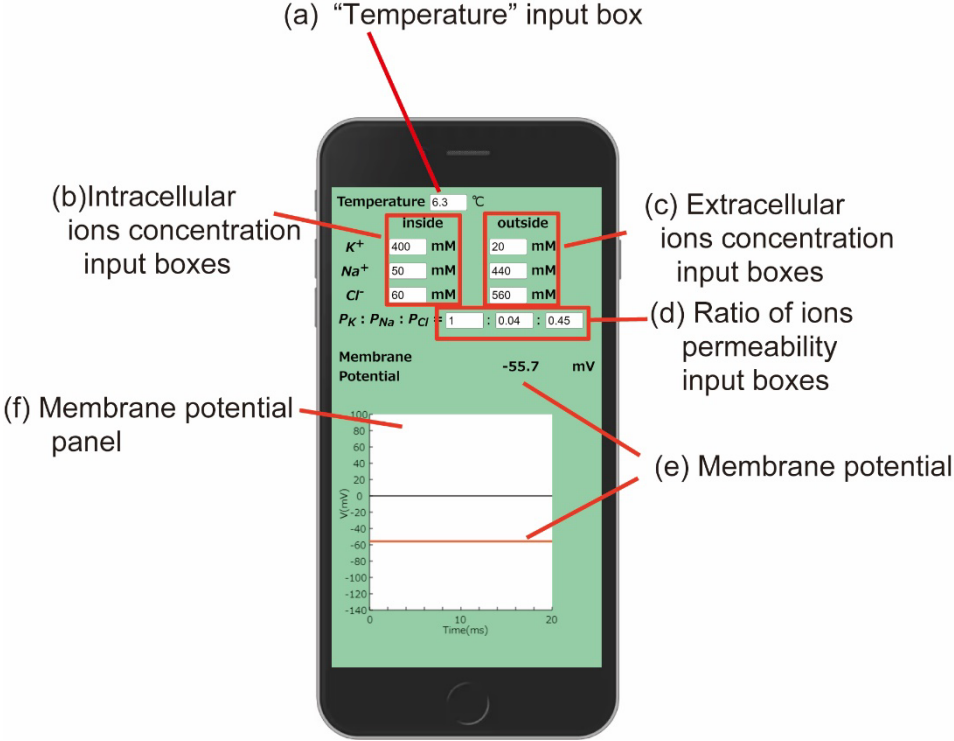 (a) “Temperature” input box
(b)Intracellular
ions concentration
input boxes
(c) Extracellular
ions concentration
input boxes
(d) Ratio of ions
permeability
input boxes
(e) Membrane potential
(f) Membrane potential
panel
Temperature 6.3 ℃
inside outside
K+ 400 mM 20 mM
Na+ 50 mM 440 mM
Cl- 60 mM 560 mM
PK : PNa : PCl = 1 : 0.04 : 0.45
Membrane
Potential
-55.7 mV
V(mV)
100
80
60
40
20
0
-20
-40
-60
-80
-100
-120
-140
0 10 20
Time(ms)